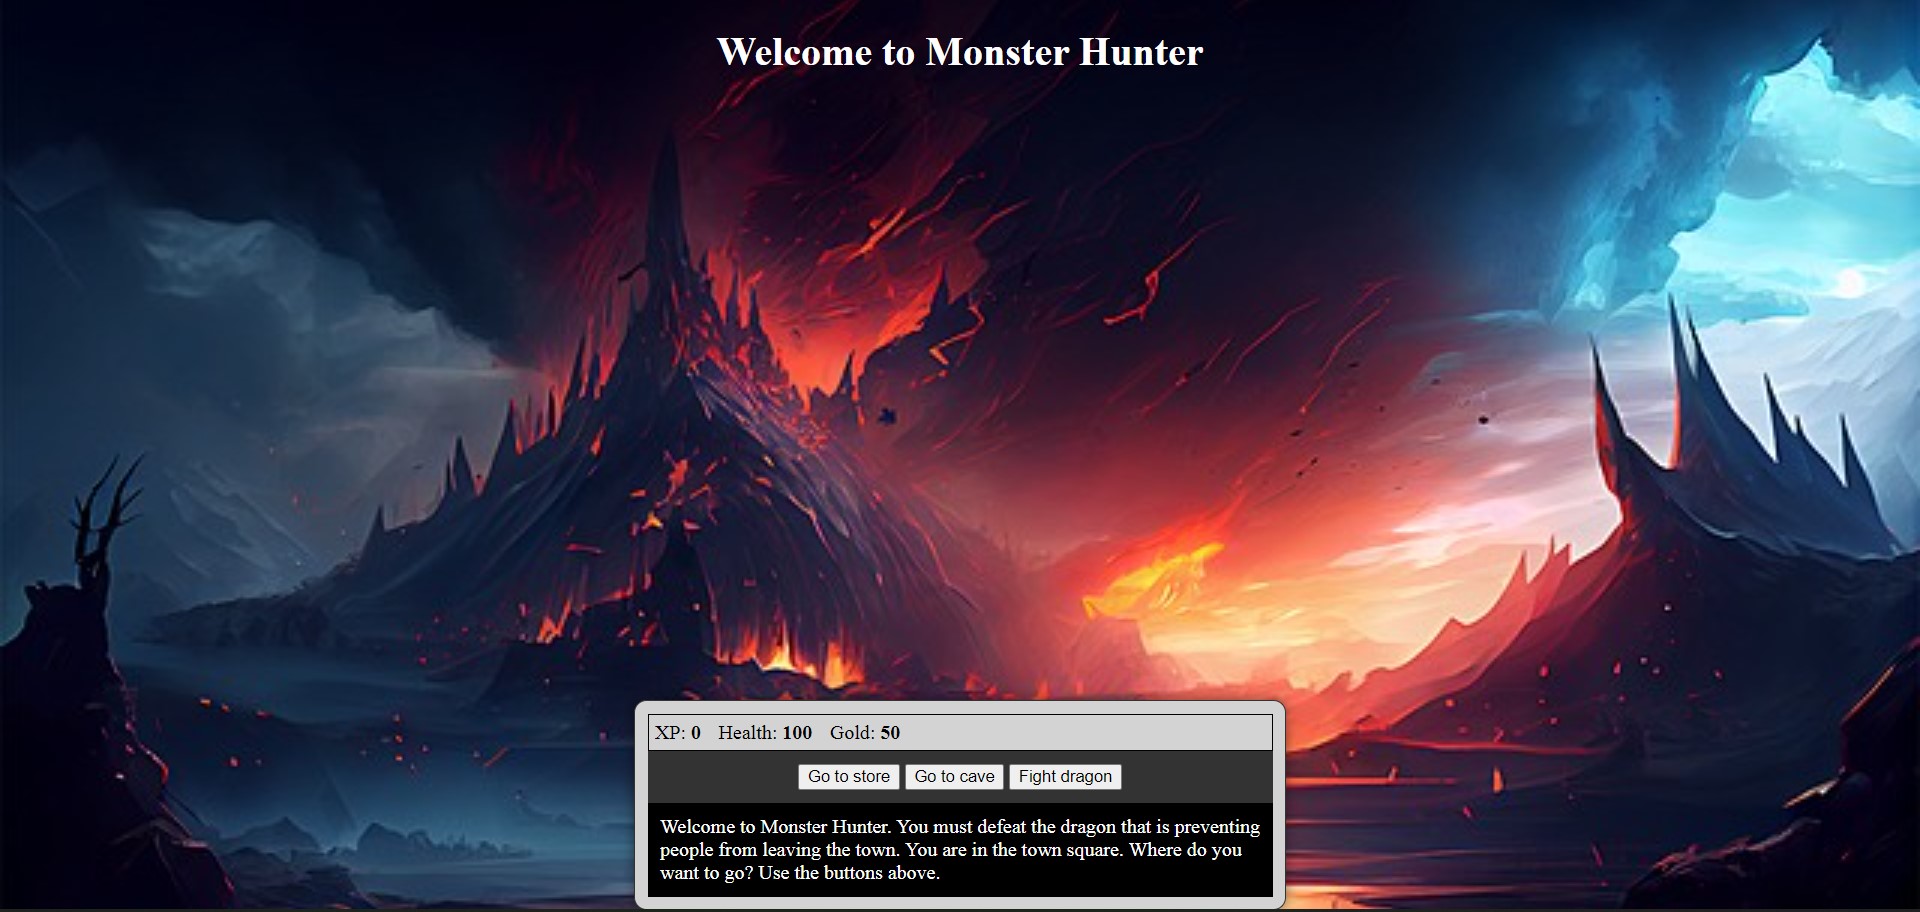 Welcome to Monster Hunter
XP: 0 Health: 100 Gold: 50
Go to store Go to cave Fight dragon
Welcome to Monster Hunter. You must defeat the dragon that is preventing
people from leaving the town. You are in the town square. Where do you
want to go? Use the buttons above.